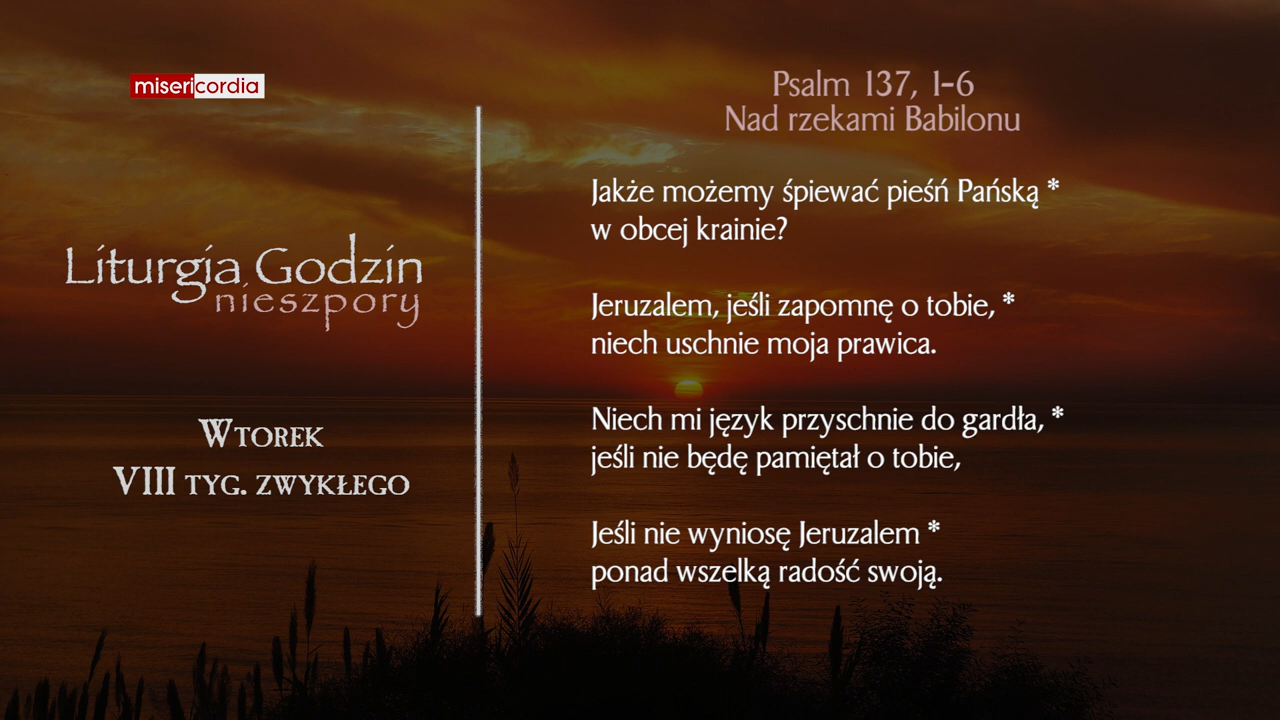 misericordia
Liturgia Godzin
nieszpory
Wtorek
VIII tyg. zwykłego
Psalm 137, 1-6
Nad rzekami Babilonu
Jakże możemy śpiewać pieśń Pańską *
w obcej krainie?
Jeruzalem, jeśli zapomnę o tobie, *
niech uschnie moja prawica.
Niech mi język przyschnie do gardła, *
jeśli nie będę pamiętał o tobie,
Jeśli nie wyniosę Jeruzalem *
ponad wszelką radość swoją.